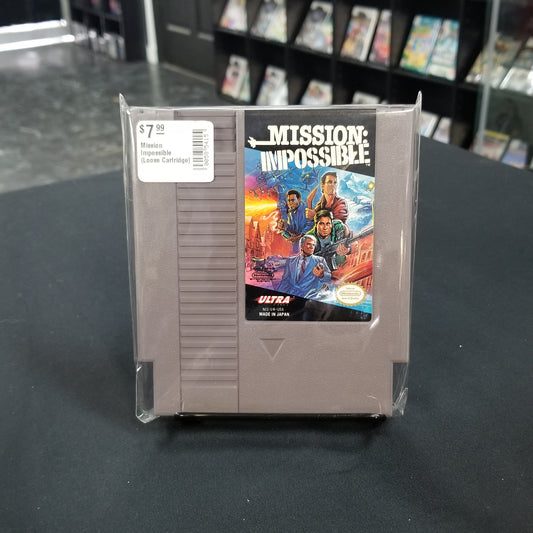 $7.99
Mission
Impossible
(Loose Cartridge)
MISSION:
IMPOSSIBLE
ULTRA
MADE IN JAPAN